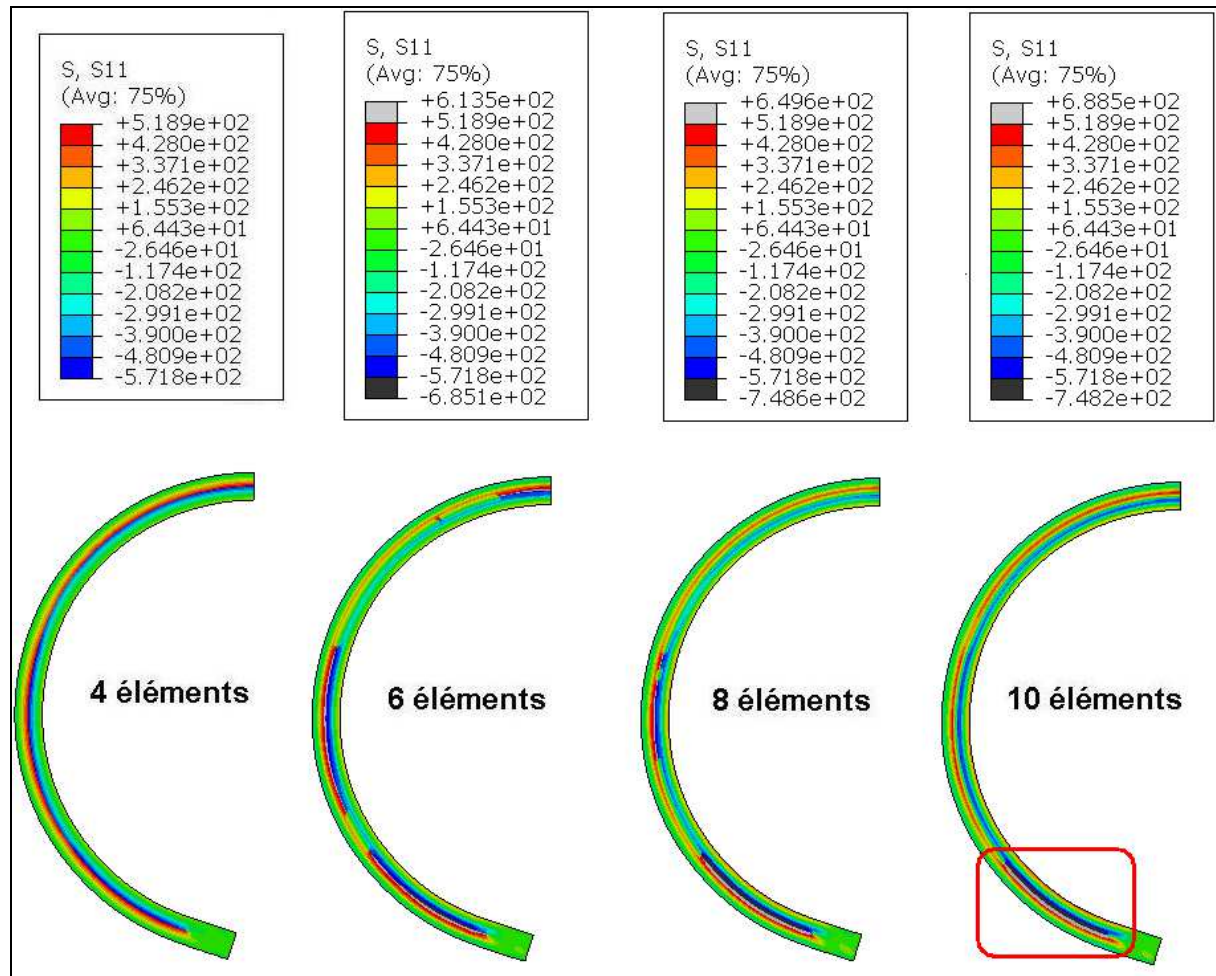 S, S11
(Avg: 75%)
+5.189e+02
+4.280e+02
+3.371e+02
+2.462e+02
+1.553e+02
+6.443e+01
-2.646e+01
-1.174e+02
-2.082e+02
-2.991e+02
-3.900e+02
-4.809e+02
-5.718e+02
S, S11
(Avg: 75%)
+6.135e+02
+5.189e+02
+4.280e+02
+3.371e+02
+2.462e+02
+1.553e+02
+6.443e+01
-2.646e+01
-1.174e+02
-2.082e+02
-2.991e+02
-3.900e+02
-4.809e+02
-5.718e+02
-6.851e+02
S, S11
(Avg: 75%)
+6.496e+02
+5.189e+02
+4.280e+02
+3.371e+02
+2.462e+02
+1.553e+02
+6.443e+01
-2.646e+01
-1.174e+02
-2.082e+02
-2.991e+02
-3.900e+02
-4.809e+02
-5.718e+02
-7.486e+02
S, S11
(Avg: 75%)
+6.885e+02
+5.189e+02
+4.280e+02
+3.371e+02
+2.462e+02
+1.553e+02
+6.443e+01
-2.646e+01
-1.174e+02
-2.082e+02
-2.991e+02
-3.900e+02
-4.809e+02
-5.718e+02
-7.482e+02
4 éléments
6 éléments
8 éléments
10 éléments